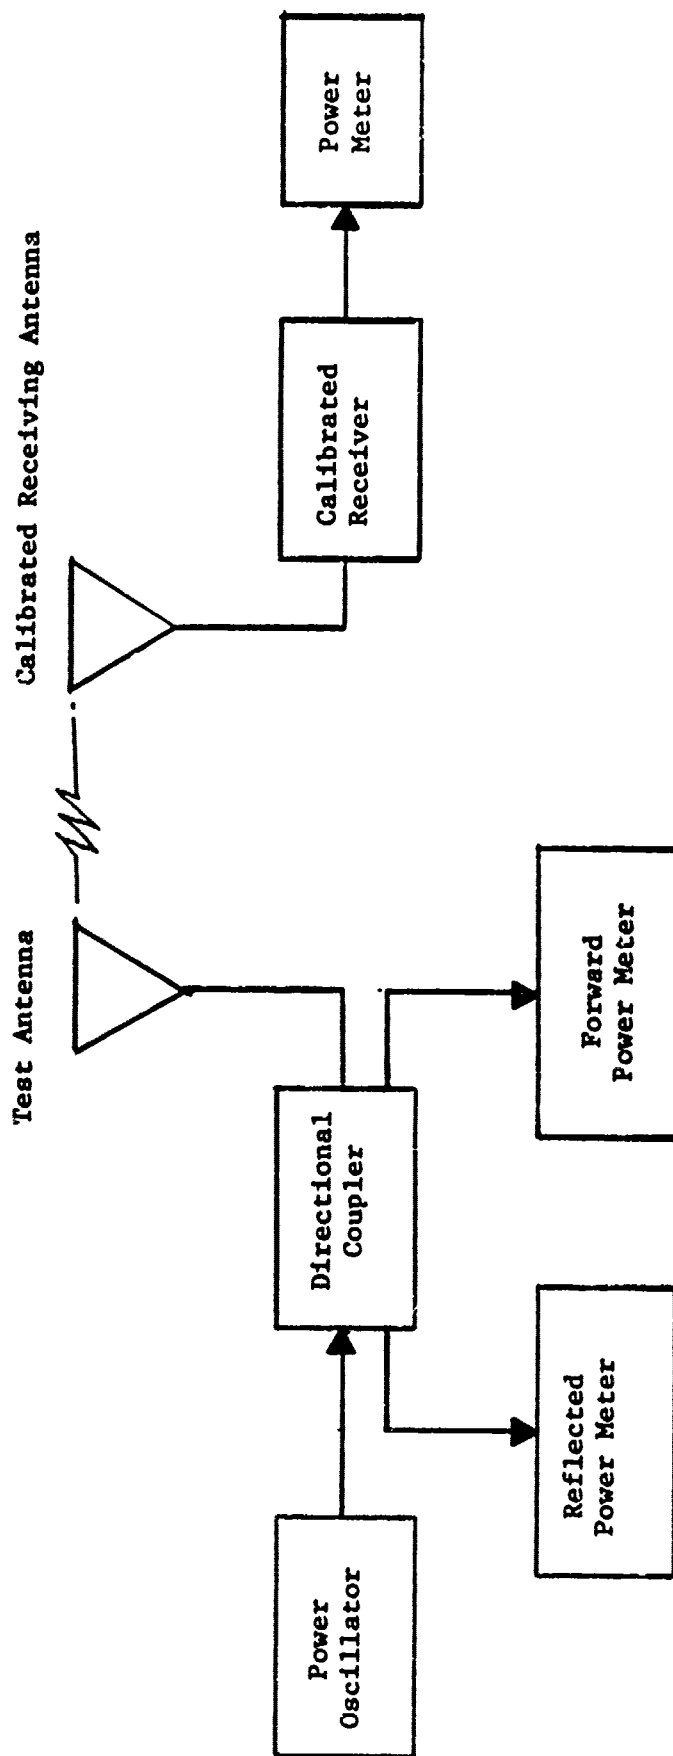 Test Antenna
Calibrated Receiving Antenna
Power
Oscillator
Directional
Coupler
Calibrated
Receiver
Power
Meter
Reflected
Power Meter
Forward
Power Meter